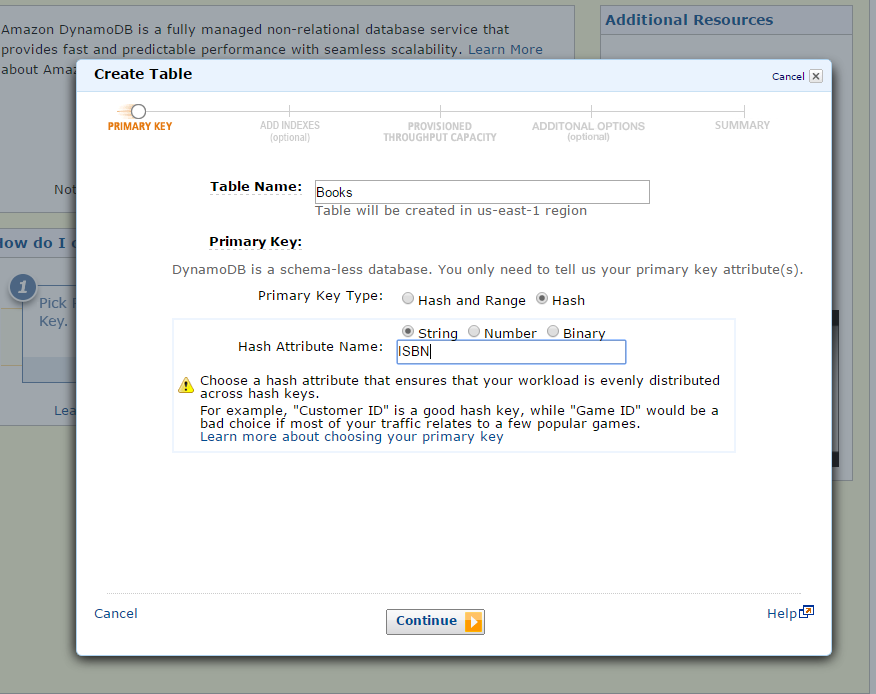 Amazon DynamoDB is a fully managed non-relational database service that
provides fast and predictable performance with seamless scalability. Learn More
about Amaz
Additional Resources
Not
How do I c
1
Pick
Key.
Lea
Create Table
Cancel
PRIMARY KEY
ADD INDEXES
(optional)
PROVISIONED
THROUGHPUT CAPACITY
ADDITONAL OPTIONS
(optional)
SUMMARY
Table Name:
Books
Table will be created in us-east-1 region
Primary Key:
DynamoDB is a schema-less database. You only need to tell us your primary key attribute(s).
Primary Key Type:
Hash and Range
Hash
String
Number
Binary
Hash Attribute Name:
ISBN
Choose a hash attribute that ensures that your workload is evenly distributed
across hash keys.
For example, "Customer ID" is a good hash key, while "Game ID" would be a
bad choice if most of your traffic relates to a few popular games.
Learn more about choosing your primary key
Cancel
Continue
Help